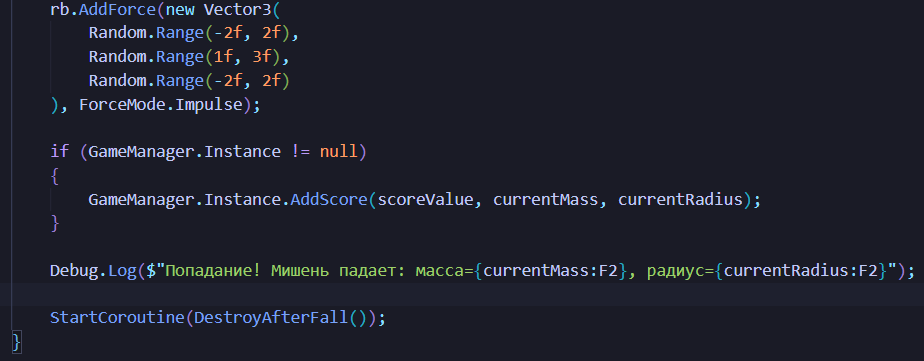 rb.AddForce(new Vector3(
Random.Range(-2f, 2f),
Random.Range(1f, 3f),
Random.Range(-2f, 2f)
), ForceMode.Impulse);
if (GameManager.Instance != null)
{
GameManager.Instance.AddScore(scoreValue, currentMass, currentRadius);
}
Debug.Log($"Попадание! Мишень падает: масса={currentMass:F2}, радиус={currentRadius:F2}");
StartCoroutine(DestroyAfterFall());
}